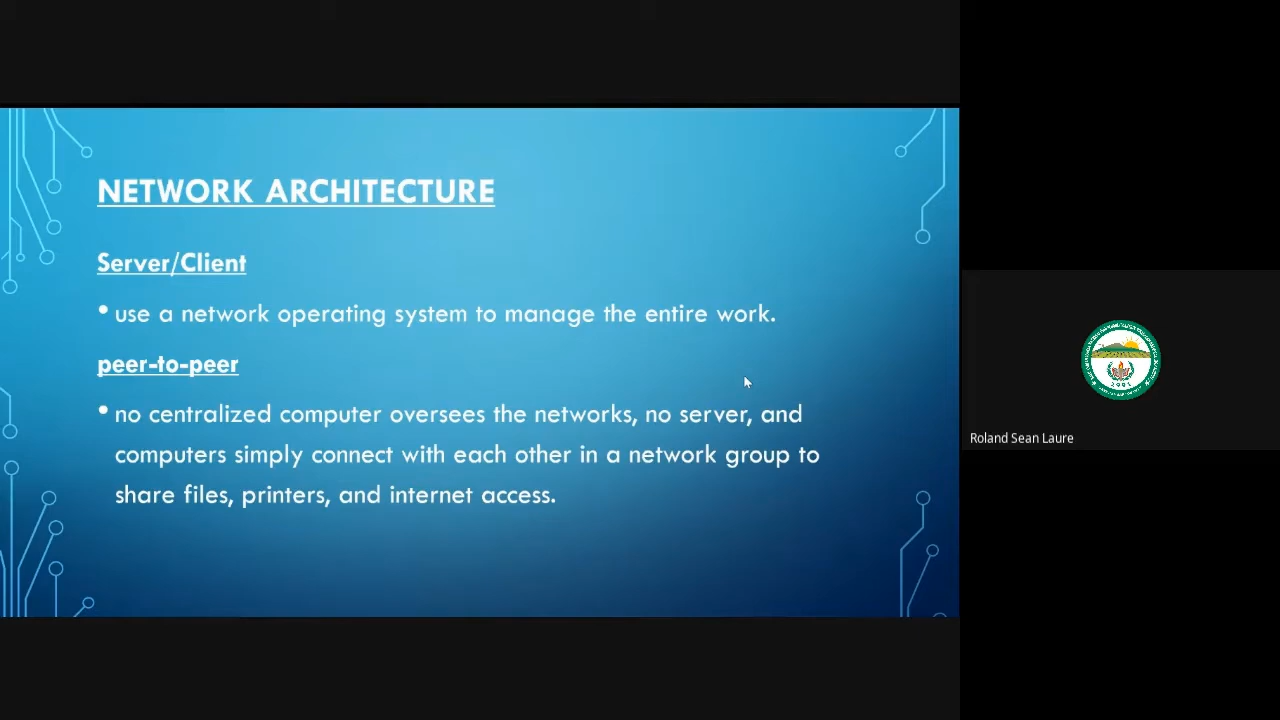 NETWORK ARCHITECTURE
Server/Client
• use a network operating system to manage the entire work.
peer-to-peer
• no centralized computer oversees the networks, no server, and
computers simply connect with each other in a network group to
share files, printers, and internet access.
Roland Sean Laure